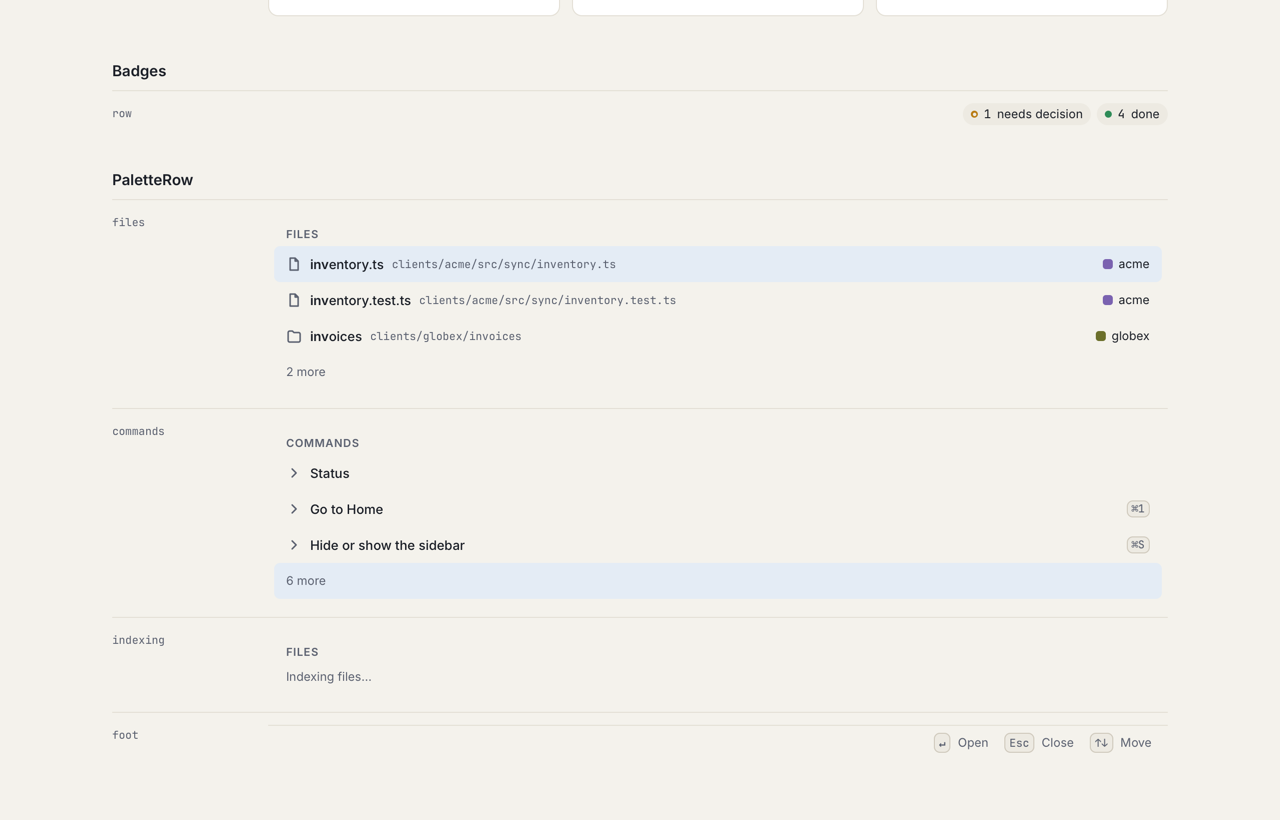 Badges
row
1 needs decision
4 done
PaletteRow
files
FILES
inventory.ts clients/acme/src/sync/inventory.ts acme
inventory.test.ts clients/acme/src/sync/inventory.test.ts acme
invoices clients/globex/invoices globex
2 more
commands
COMMANDS
Status
Go to Home ⌘1
Hide or show the sidebar ⌘S
6 more
indexing
FILES
Indexing files…
foot
↵ Open Esc Close ↑↓ Move